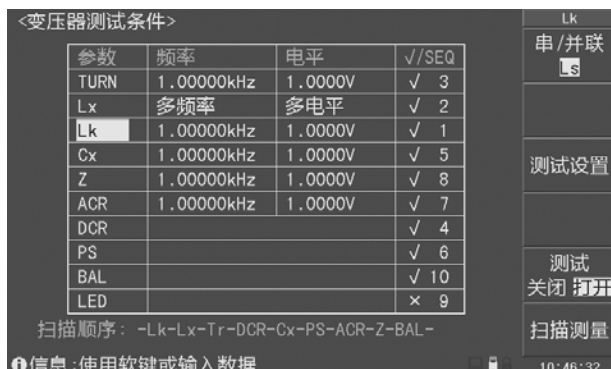 <变压器测试条件>
参数 频率 电平 √/SEQ
TURN 1.00000kHz 1.0000V √ 3
Lx 多频率 多电平 √ 2
Lk 1.00000kHz 1.0000V √ 1
Cx 1.00000kHz 1.0000V √ 5
Z 1.00000kHz 1.0000V √ 8
ACR 1.00000kHz 1.0000V √ 7
DCR √ 4
PS √ 6
BAL √ 10
LED × 9
扫描顺序: -Lk-Lx-Tr-DCR-Cx-PS-ACR-Z-BAL-
信息:使用软键或输入数据
Lk
串/并联
Ls
测试设置
测试
关闭 打开
扫描测量
10:46:32